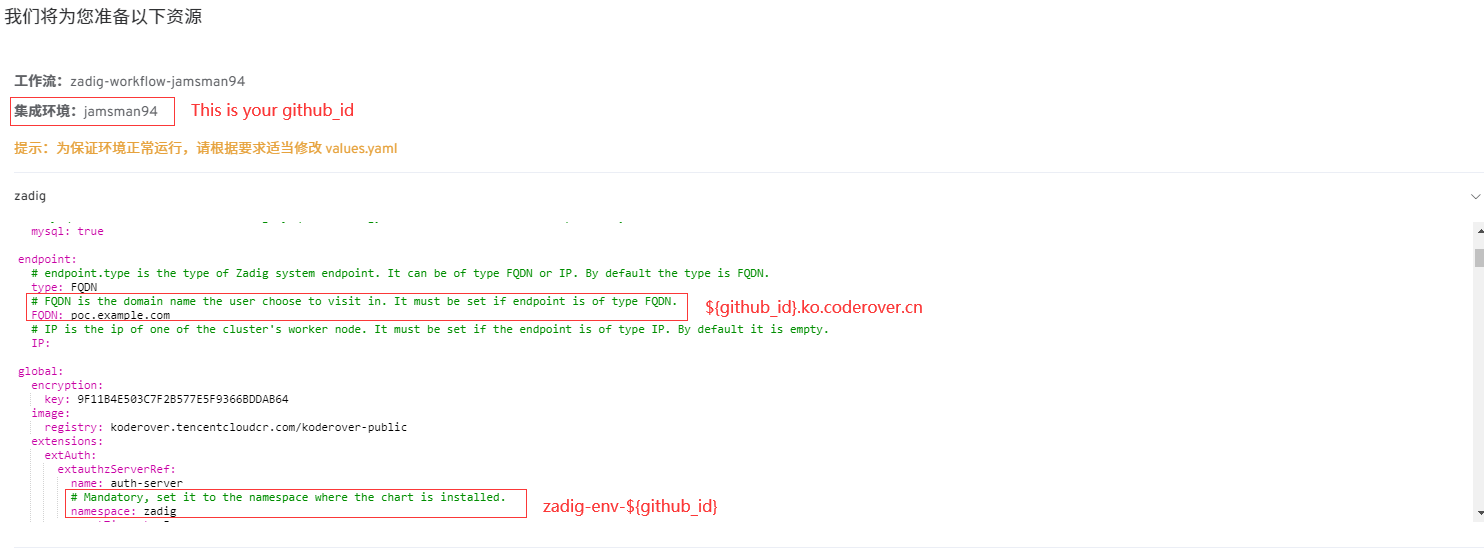 我们将为您准备以下资源
工作流：zadig-workflow-jamsman94
集成环境：jamsman94 This is your github_id
提示：为保证环境正常运行，请根据要求适当修改 values.yaml
zadig
mysql: true
endpoint:
# endpoint.type is the type of Zadig system endpoint. It can be of type FQDN or IP. By default the type is FQDN.
type: FQDN
# FQDN is the domain name the user choose to visit in. It must be set if endpoint is of type FQDN.
FQDN: poc.example.com
${github_id}.ko.coderover.cn
# IP is the ip of one of the cluster's worker node. It must be set if the endpoint is of type IP. By default it is empty.
IP:
global:
encryption:
key: 9F11B4E503C7F2B577E5F9366BDDAB64
image:
registry: koderover.tencentcloudcr.com/koderover-public
extensions:
extAuth:
extauthzServerRef:
name: auth-server
# Mandatory, set it to the namespace where the chart is installed.
namespace: zadig
zadig-env-${github_id}